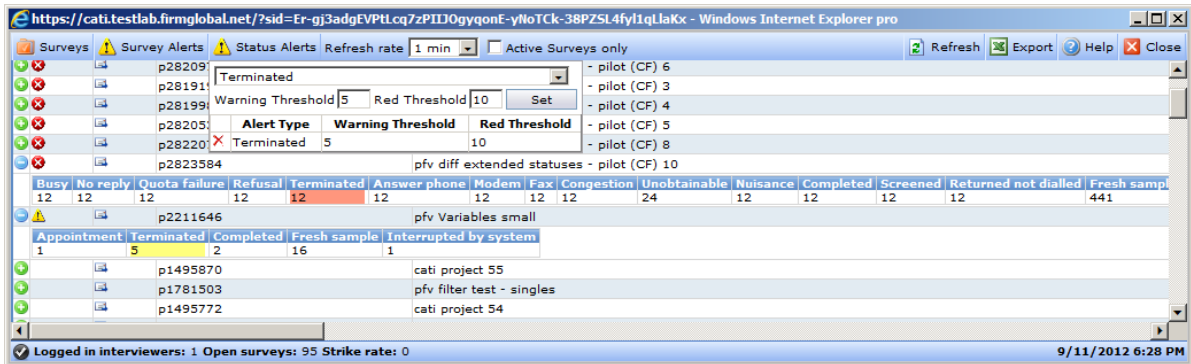 https://cati.testlab.firmglobal.net/?sid=Er-gj3adgEVPtLcq7zPIIJOgyqonE-yNoTCk-38PZSL4fyl1qLlaKx - Windows Internet Explorer pro
Surveys Survey Alerts Status Alerts Refresh rate 1 min Active Surveys only Refresh Export Help Close
p28209 - pilot (CF) 6
Terminated
p28191 - pilot (CF) 3
Warning Threshold 5 Red Threshold 10 Set
p28199 - pilot (CF) 4
Alert Type Warning Threshold Red Threshold
p28205 - pilot (CF) 5
Terminated 5 10
p28220 - pilot (CF) 8
p2823584 pfv diff extended statuses - pilot (CF) 10
Busy No reply Quota failure Refusal Terminated Answer phone Modem Fax Congestion Unobtainable Nuisance Completed Screened Returned not dialled Fresh sampl
12 12 12 12 12 12 12 12 12 24 12 12 12 12 441
p2211646 pfv Variables small
Appointment Terminated Completed Fresh sample Interrupted by system
1 5 2 16 1
p1495870 cati project 55
p1781503 pfv filter test - singles
p1495772 cati project 54
Logged in interviewers: 1 Open surveys: 95 Strike rate: 0 9/11/2012 6:28 PM